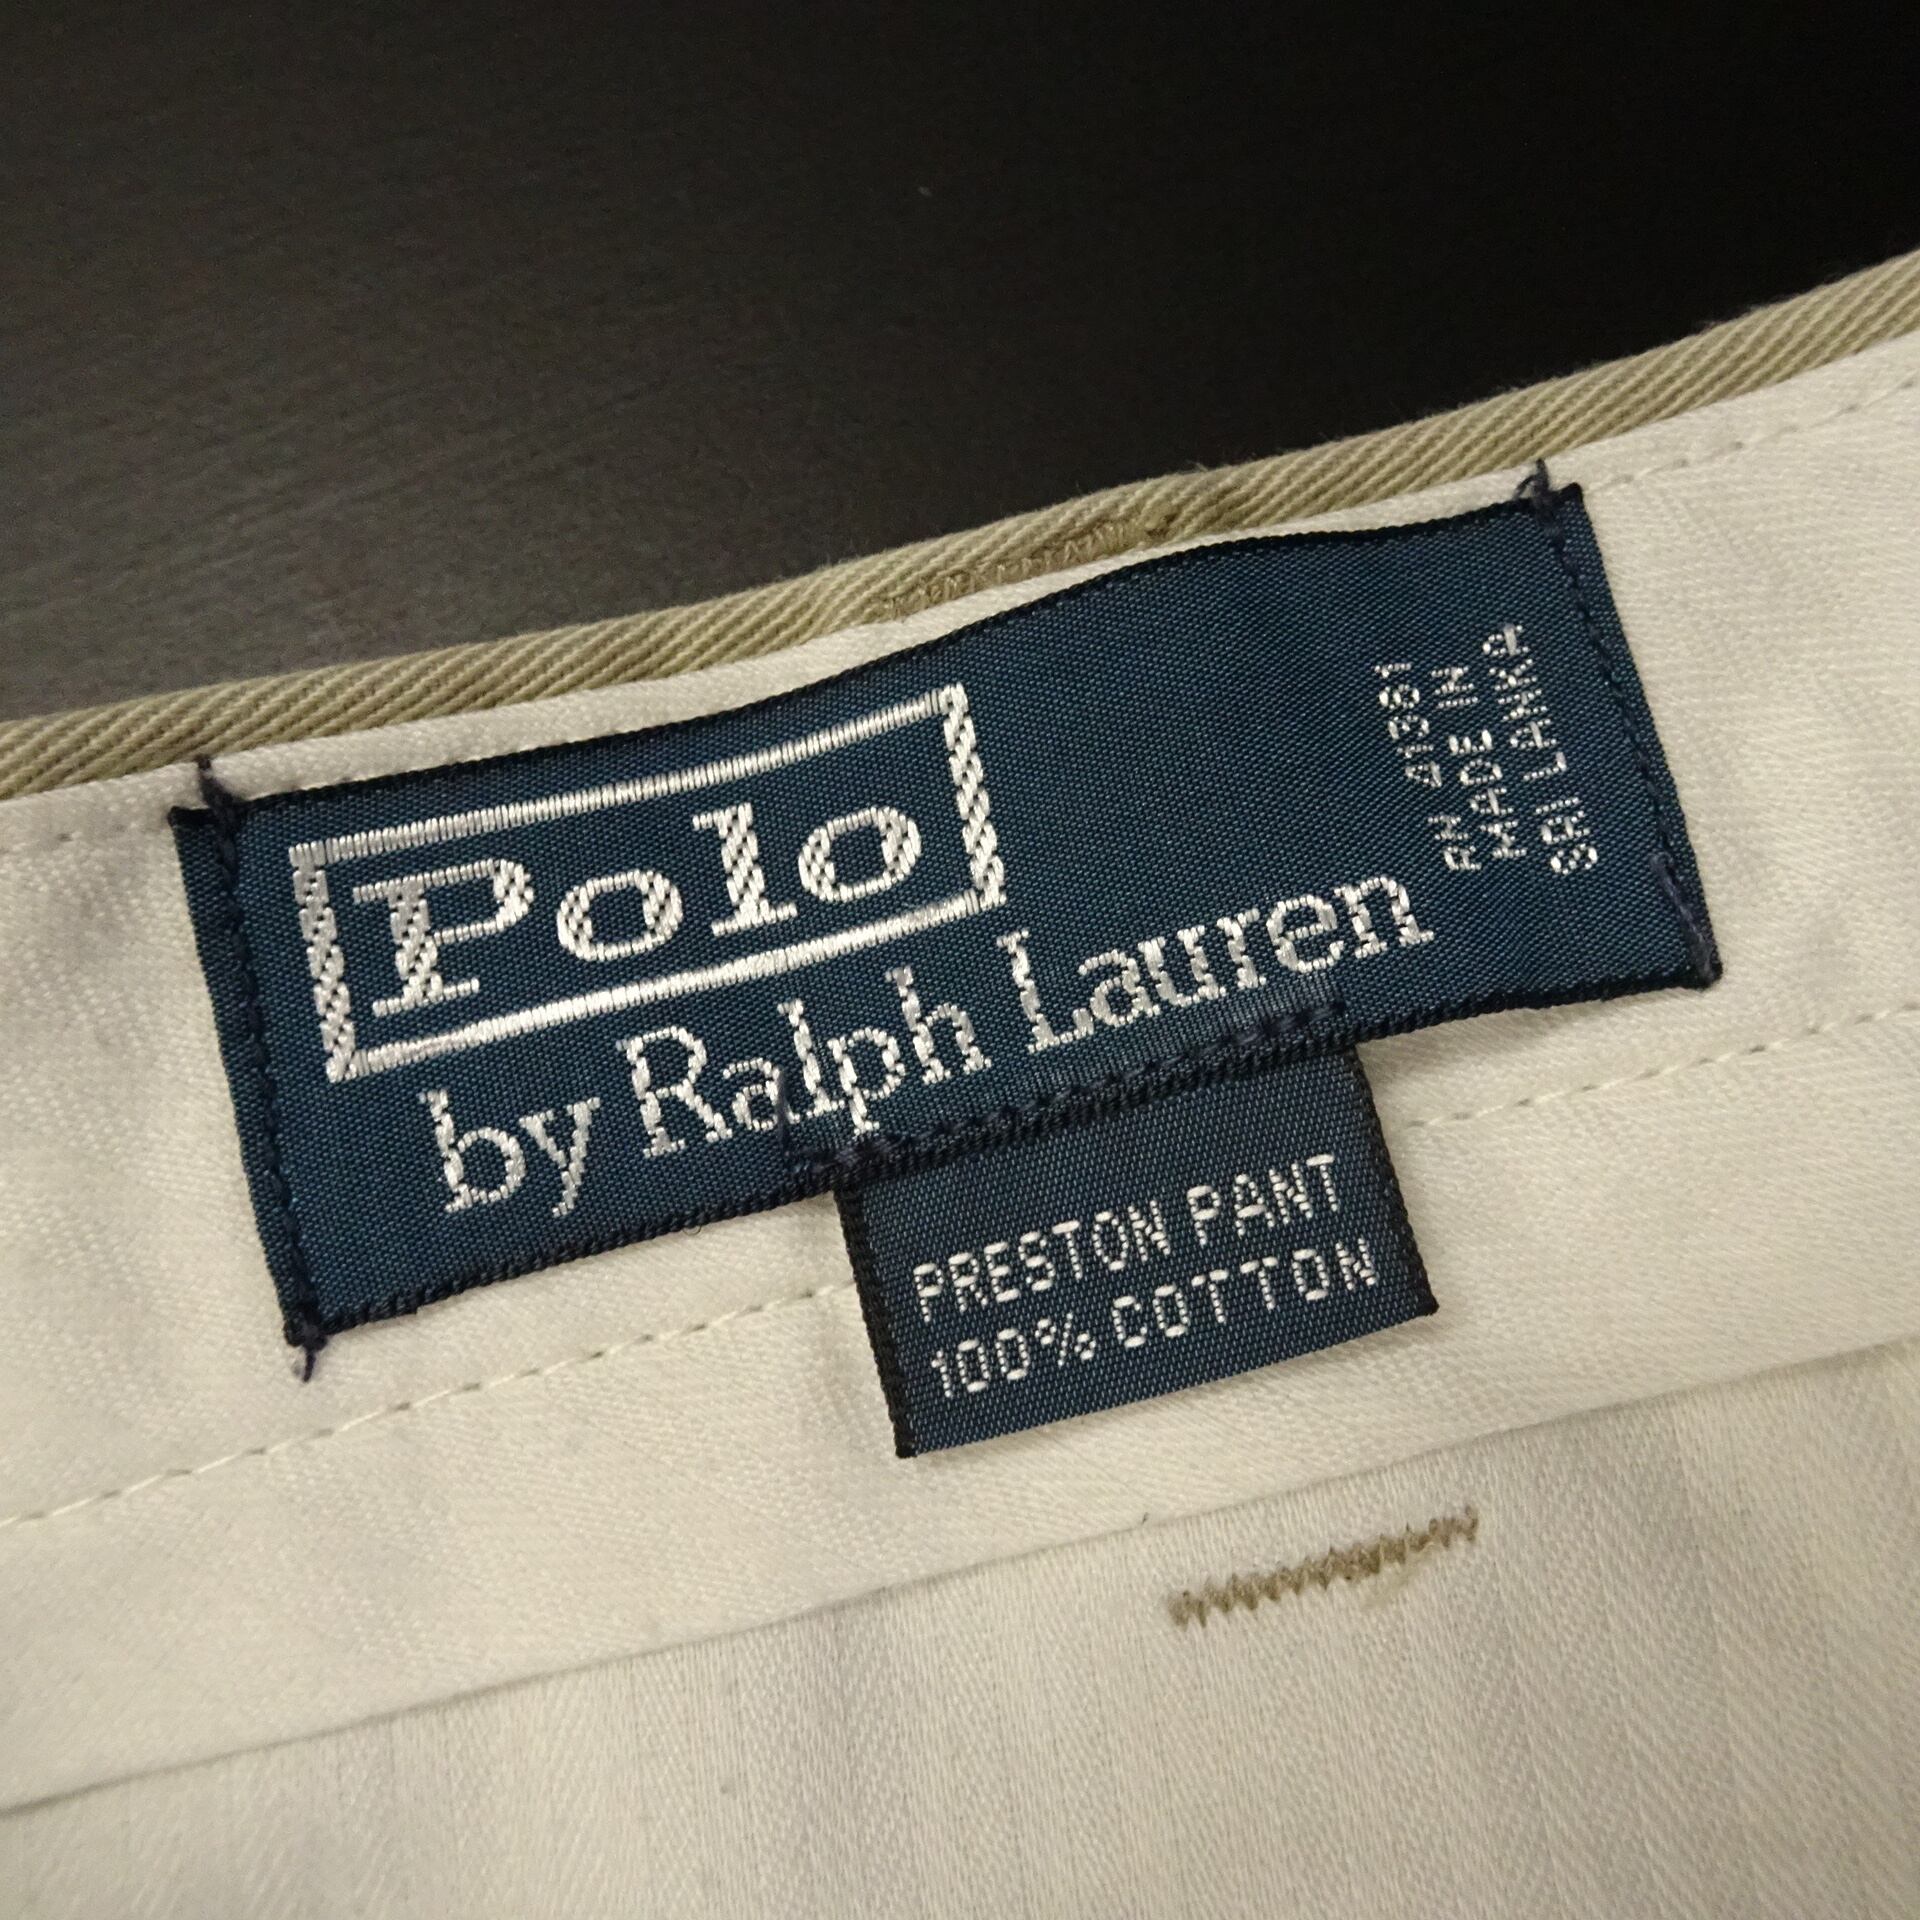 Polo
by Ralph Lauren
RN 41381
MADE IN
SRI LANKA
PRESTON PANT
100% COTTON